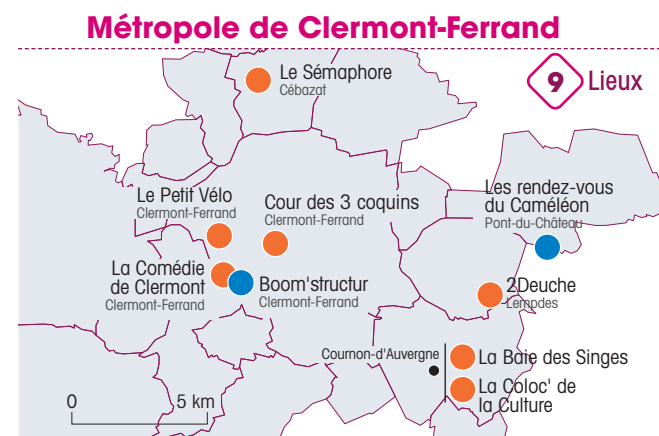 Métropole de Clermont-Ferrand
9 Lieux
Le Sémaphore
Cébazat
Le Petit Vélo
Clermont-Ferrand
Cour des 3 coquins
Clermont-Ferrand
Les rendez-vous
du Caméléon
Pont-du-Château
La Comédie
de Clermont
Clermont-Ferrand
Boom'structur
Clermont-Ferrand
2Deuche
Lempdes
Cournon-d'Auvergne
La Baie des Singes
La Coloc' de
la Culture
0 5 km